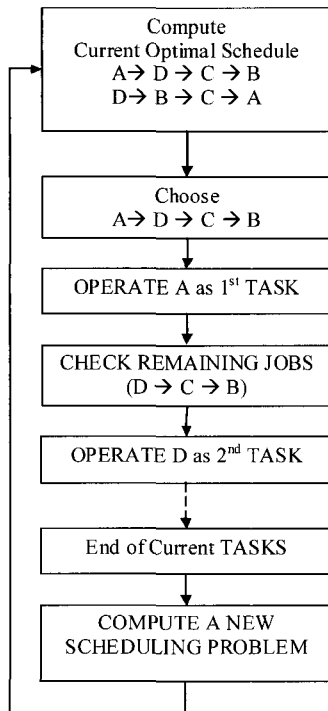 Compute
Current Optimal Schedule
A → D → C → B
D → B → C → A
Choose
A → D → C → B
OPERATE A as 1st TASK
CHECK REMAINING JOBS
(D → C → B)
OPERATE D as 2nd TASK
End of Current TASKS
COMPUTE A NEW
SCHEDULING PROBLEM